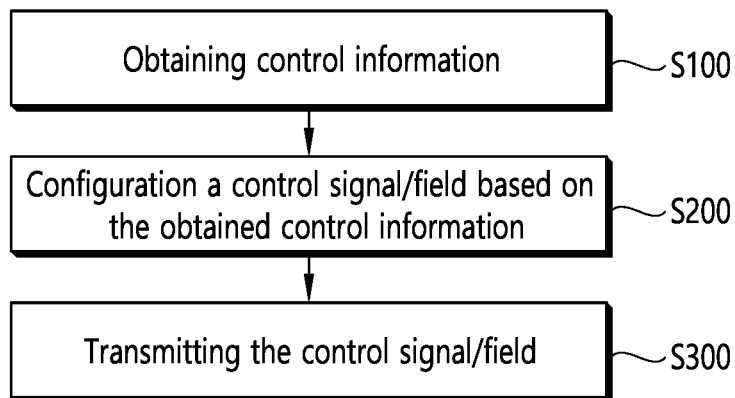 Obtaining control information
S100
Configuration a control signal/field based on
the obtained control information
S200
Transmitting the control signal/field
S300